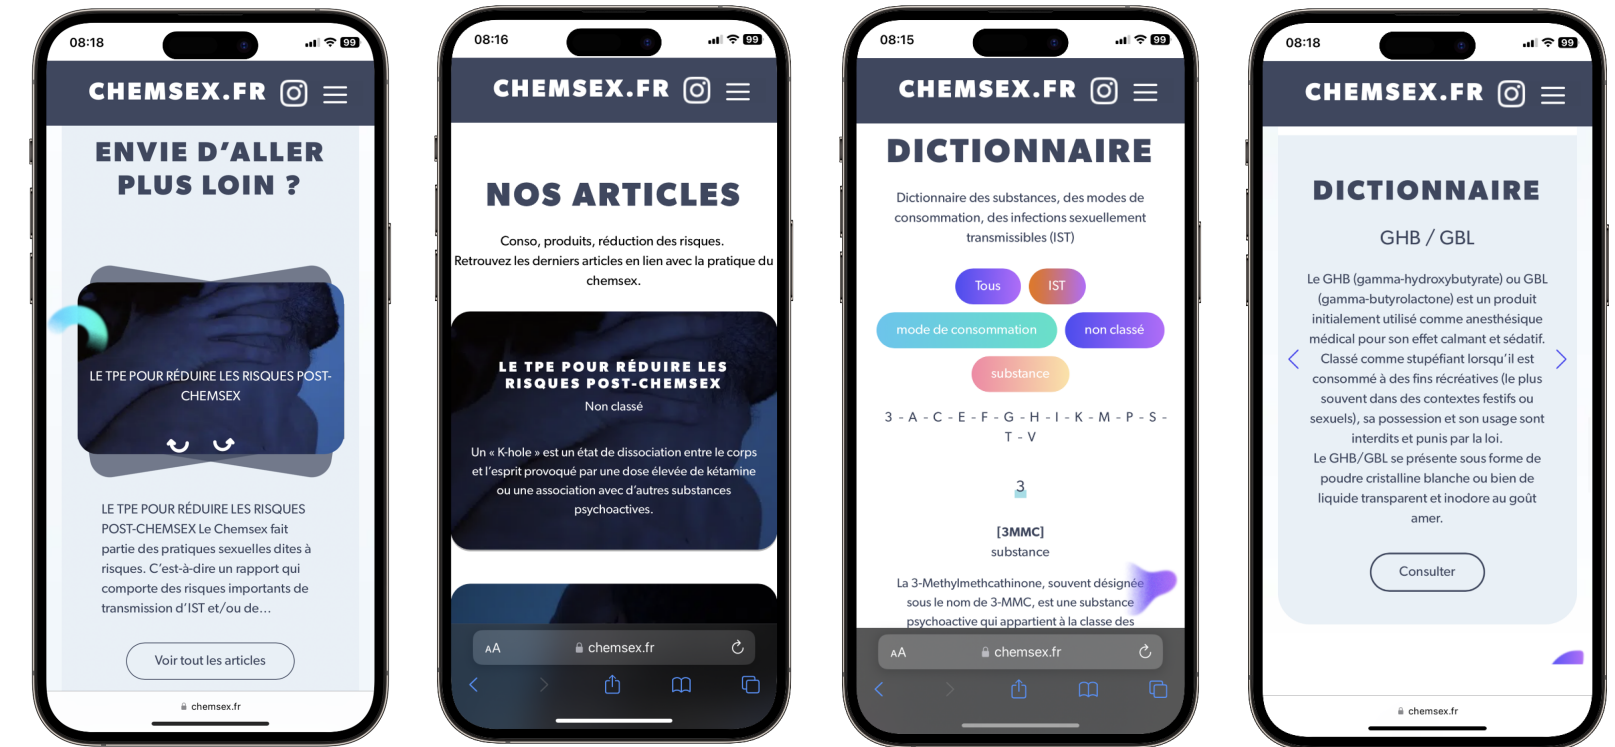 08:18
99
CHEMSEX.FR
ENVIE D’ALLER
PLUS LOIN ?
LE TPE POUR RÉDUIRE LES RISQUES POST-
CHEMSEX
LE TPE POUR RÉDUIRE LES RISQUES
POST-CHEMSEX Le Chemsex fait
partie des pratiques sexuelles dites à
risques. C’est-à-dire un rapport qui
comporte des risques importants de
transmission d’IST et/ou de...
Voir tout les articles
chemsex.fr
08:16
99
CHEMSEX.FR
NOS ARTICLES
Conso, produits, réduction des risques.
Retrouvez les derniers articles en lien avec la pratique du
chemsex.
LE TPE POUR RÉDUIRE LES
RISQUES POST-CHEMSEX
Non classé
Un « K-hole » est un état de dissociation entre le corps
et l’esprit provoqué par une dose élevée de kétamine
ou une association avec d’autres substances
psychoactives.
AA
chemsex.fr
08:15
99
CHEMSEX.FR
DICTIONNAIRE
Dictionnaire des substances, des modes de
consommation, des infections sexuellement
transmissibles (IST)
Tous
IST
mode de consommation
non classé
substance
3 - A - C - E - F - G - H - I - K - M - P - S -
T - V
3
[3MMC]
substance
La 3-Methylmethcathinone, souvent désignée
sous le nom de 3-MMC, est une substance
psychoactive qui appartient à la classe des
AA
chemsex.fr
08:18
99
CHEMSEX.FR
DICTIONNAIRE
GHB / GBL
Le GHB (gamma-hydroxybutyrate) ou GBL
(gamma-butyrolactone) est un produit
initialement utilisé comme anesthésique
médical pour son effet calmant et sédatif.
Classé comme stupéfiant lorsqu’il est
consommé à des fins récréatives (le plus
souvent dans des contextes festifs ou
sexuels), sa possession et son usage sont
interdits et punis par la loi.
Le GHB/GBL se présente sous forme de
poudre cristalline blanche ou bien de
liquide transparent et inodore au goût
amer.
Consulter
chemsex.fr